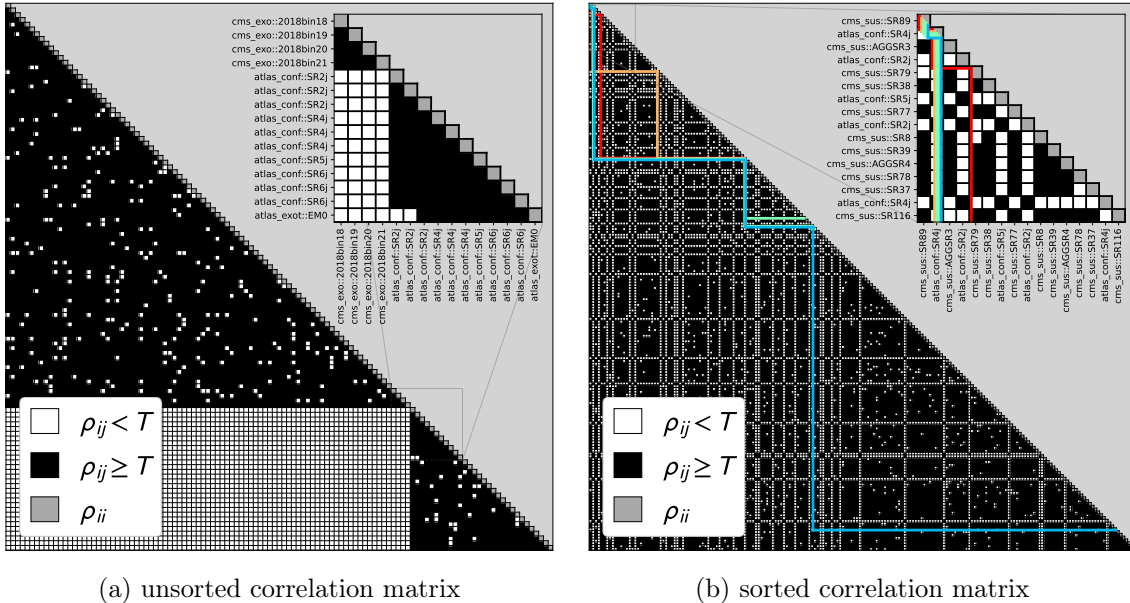 cms_exo::2018bin18
cms_exo::2018bin19
cms_exo::2018bin20
cms_exo::2018bin21
atlas_conf::SR2j
atlas_conf::SR2j
atlas_conf::SR2j
atlas_conf::SR4j
atlas_conf::SR4j
atlas_conf::SR4j
atlas_conf::SR5j
atlas_conf::SR6j
atlas_conf::SR6j
atlas_conf::SR6j
atlas_exot::EM0
cms_exo::2018bin18
cms_exo::2018bin19
cms_exo::2018bin20
cms_exo::2018bin21
atlas_conf::SR2j
atlas_conf::SR2j
atlas_conf::SR2j
atlas_conf::SR4j
atlas_conf::SR4j
atlas_conf::SR4j
atlas_conf::SR5j
atlas_conf::SR6j
atlas_conf::SR6j
atlas_conf::SR6j
atlas_exot::EM0
ρij < T
ρij ≥ T
ρii
(a) unsorted correlation matrix
cms_sus::SR89
atlas_conf::SR4j
cms_sus::AGGSR3
atlas_conf::SR2j
cms_sus::SR79
cms_sus::SR38
atlas_conf::SR5j
cms_sus::SR77
atlas_conf::SR2j
cms_sus::SR8
cms_sus::SR39
cms_sus::AGGSR4
cms_sus::SR78
cms_sus::SR37
atlas_conf::SR4j
cms_sus::SR116
cms_sus::SR89
atlas_conf::SR4j
cms_sus::AGGSR3
atlas_conf::SR2j
cms_sus::SR79
cms_sus::SR38
atlas_conf::SR5j
cms_sus::SR77
atlas_conf::SR2j
cms_sus::SR8
cms_sus::SR39
cms_sus::AGGSR4
cms_sus::SR78
cms_sus::SR37
atlas_conf::SR4j
cms_sus::SR116
ρij < T
ρij ≥ T
ρii
(b) sorted correlation matrix